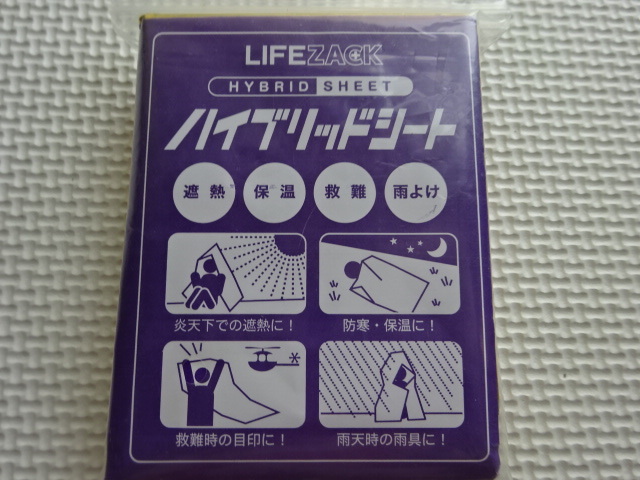 LIFEZACK
HYBRID SHEET
ハイブリッドシート
遮熱 保温 救難 雨よけ
炎天下での遮熱に! 防寒・保温に!
救難時の目印に! 雨天時の雨具に!